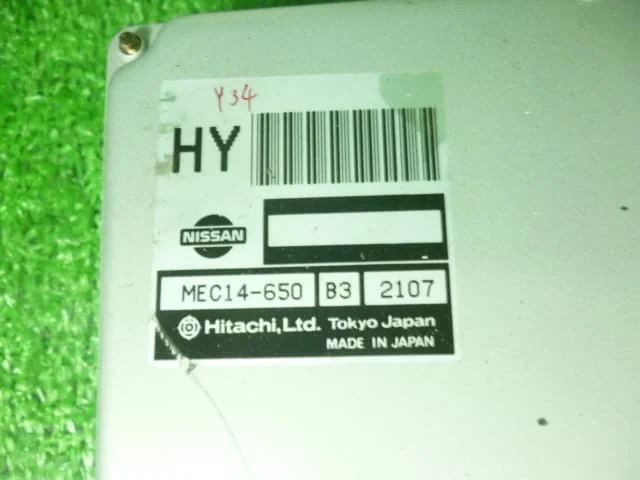 Y34
HY
NISSAN
MEC14-650 B3 2107
Hitachi, Ltd. Tokyo Japan
MADE IN JAPAN